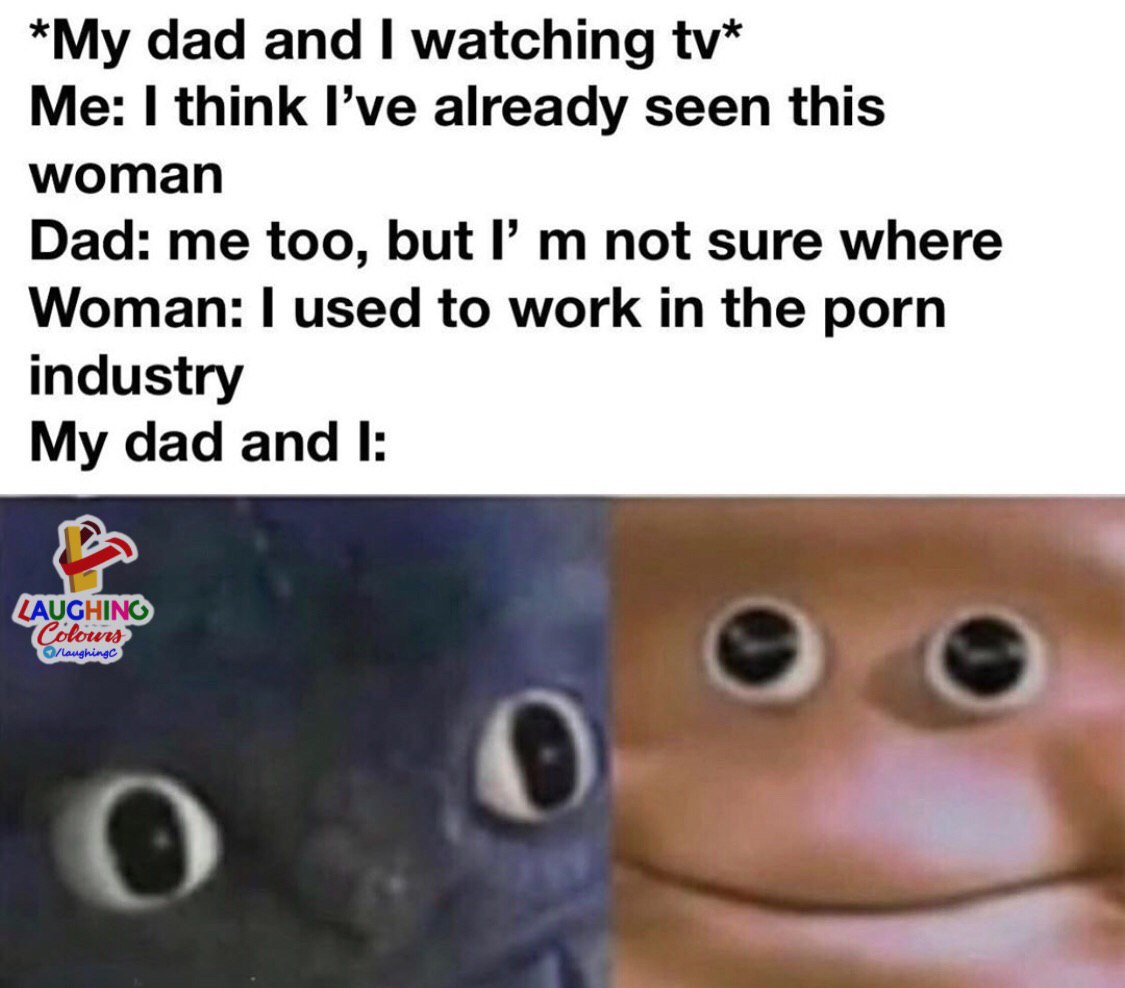 *My dad and I watching tv*
Me: I think I’ve already seen this
woman
Dad: me too, but I’ m not sure where
Woman: I used to work in the porn
industry
My dad and I:
LAUGHING
Colours
/laughingC